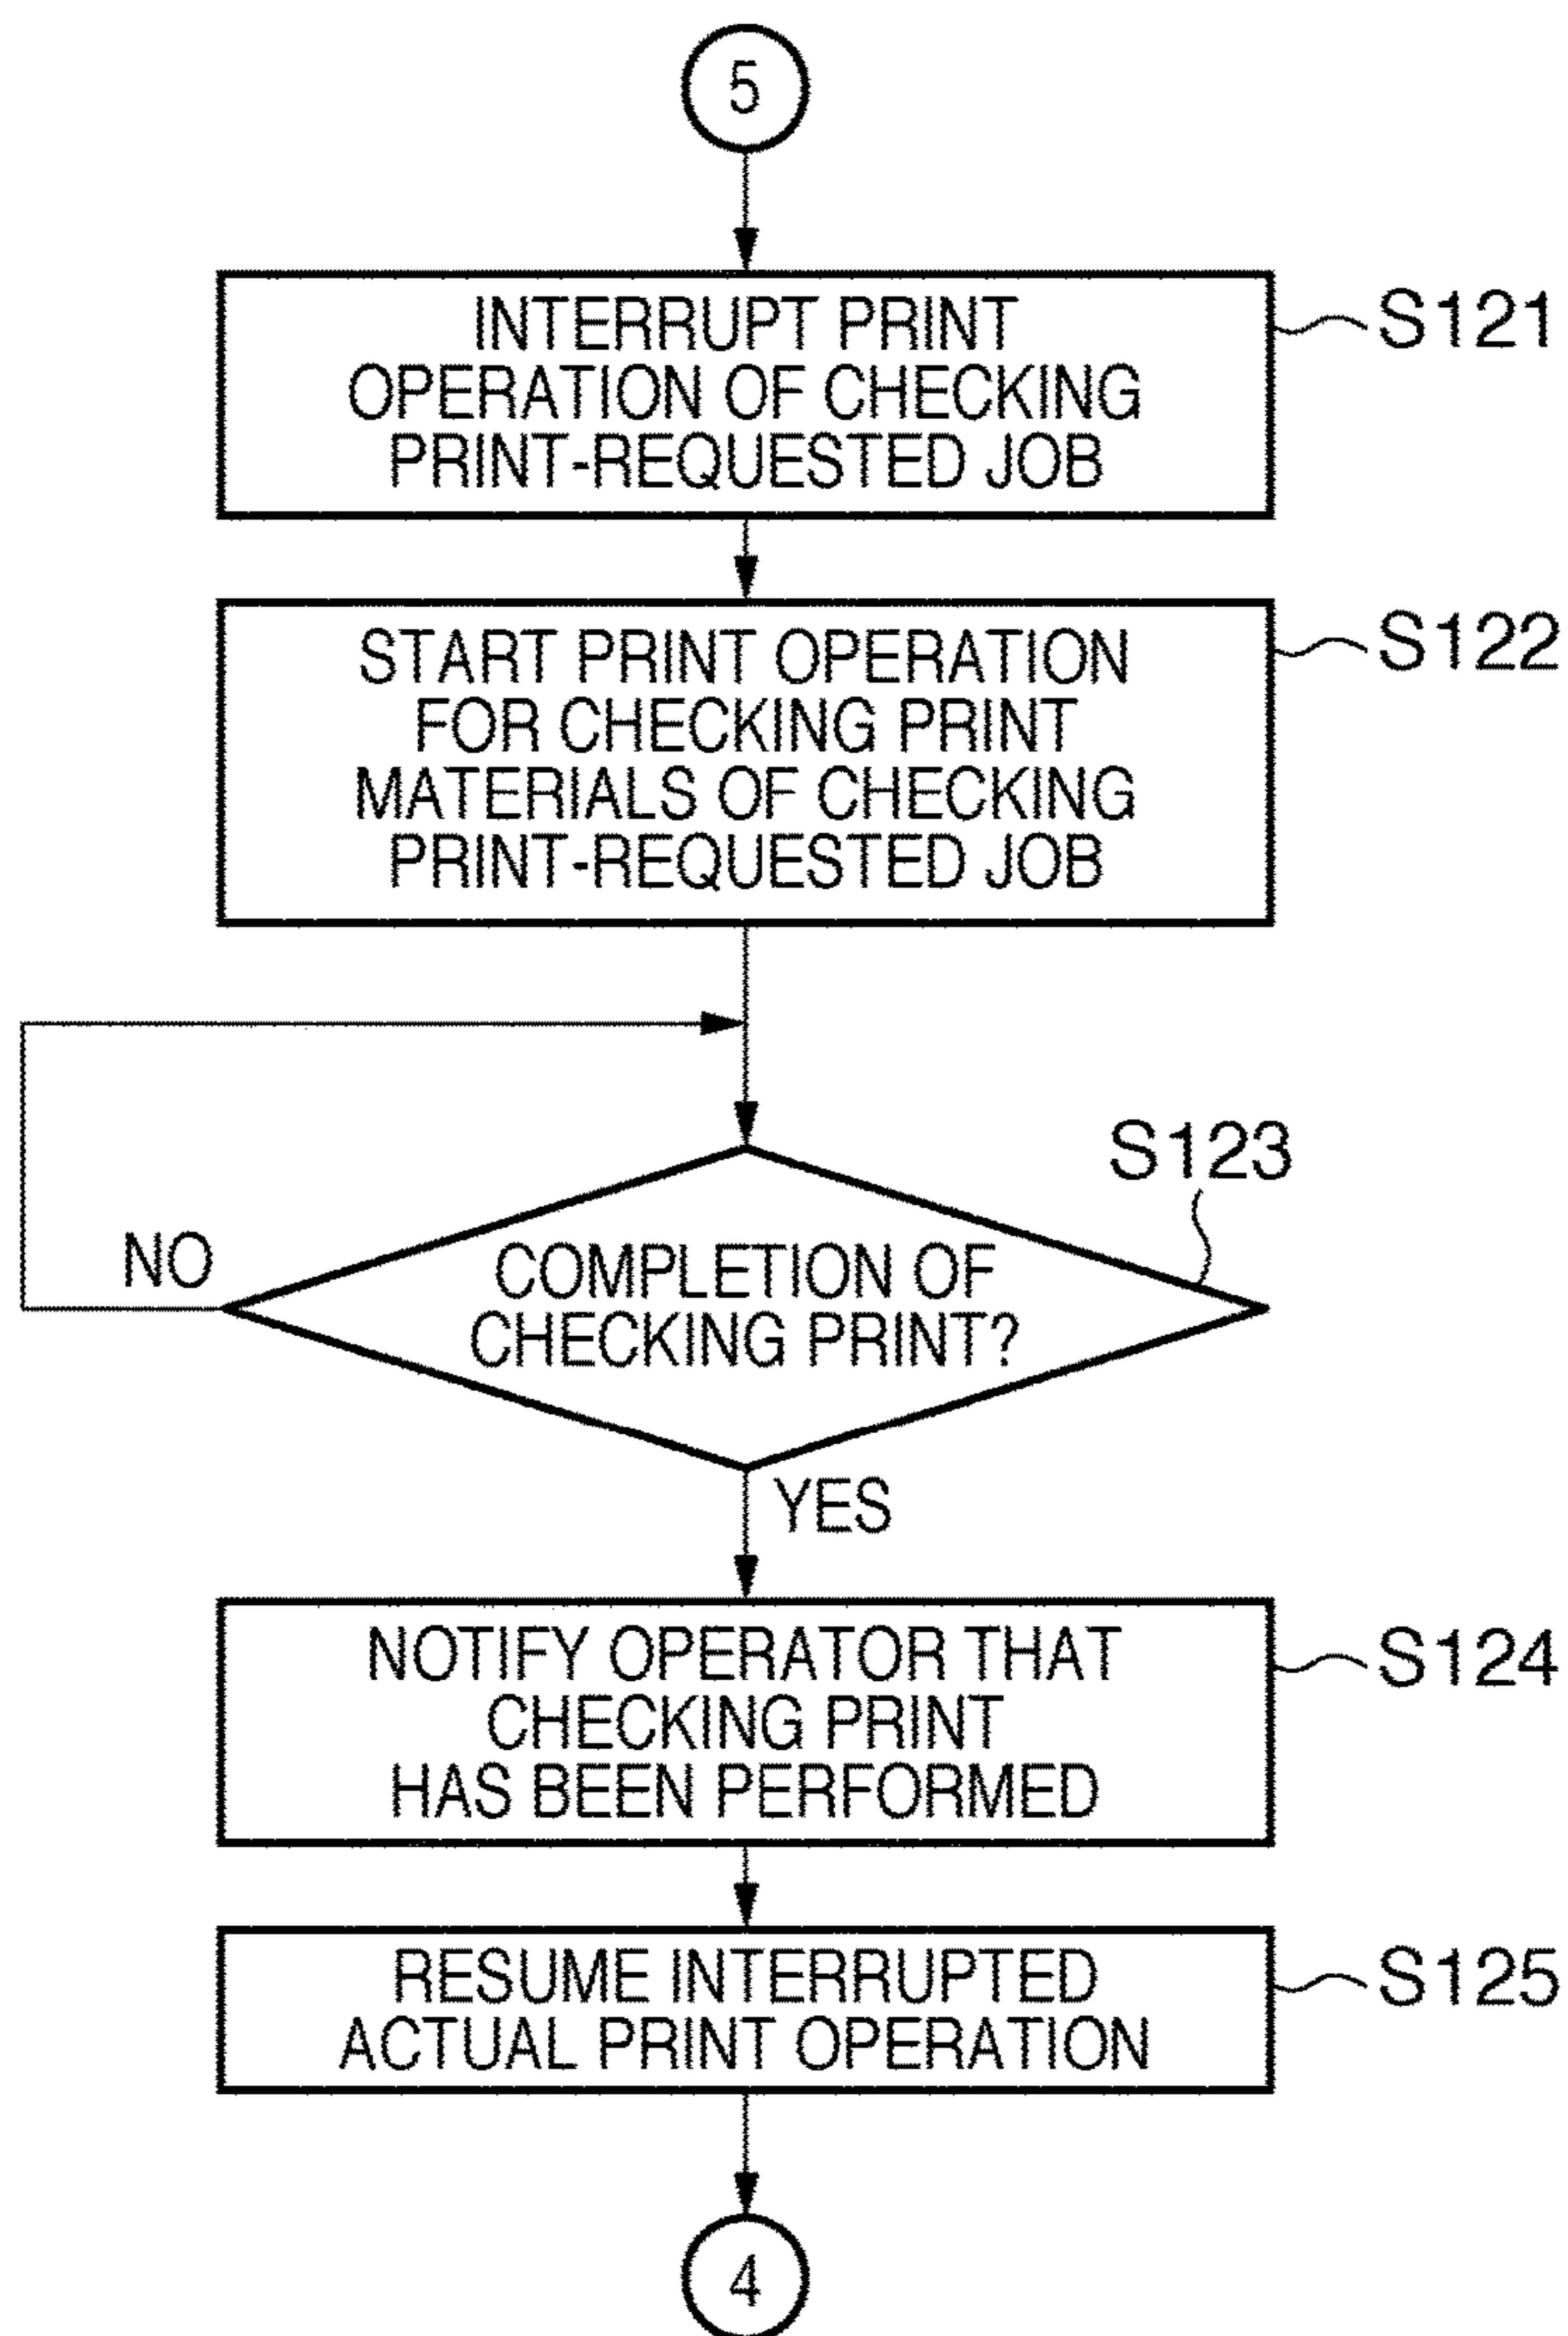 5
INTERRUPT PRINT
OPERATION OF CHECKING
PRINT-REQUESTED JOB
S121
START PRINT OPERATION
FOR CHECKING PRINT
MATERIALS OF CHECKING
PRINT-REQUESTED JOB
S122
S123
NO
COMPLETION OF
CHECKING PRINT?
YES
NOTIFY OPERATOR THAT
CHECKING PRINT
HAS BEEN PERFORMED
S124
RESUME INTERRUPTED
ACTUAL PRINT OPERATION
S125
4